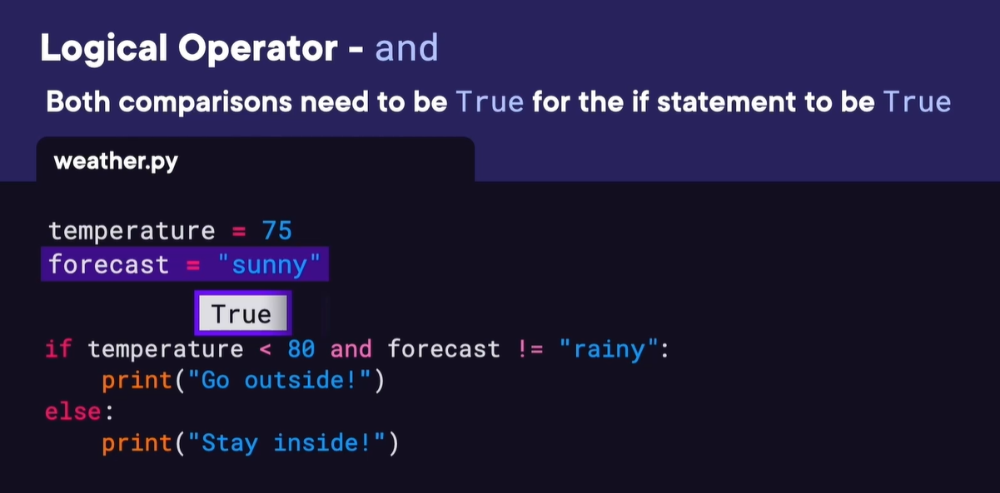 Logical Operator - and
Both comparisons need to be True for the if statement to be True
weather.py
temperature = 75
forecast = "sunny"
True
if temperature < 80 and forecast != "rainy":
    print("Go outside!")
else:
    print("Stay inside!")